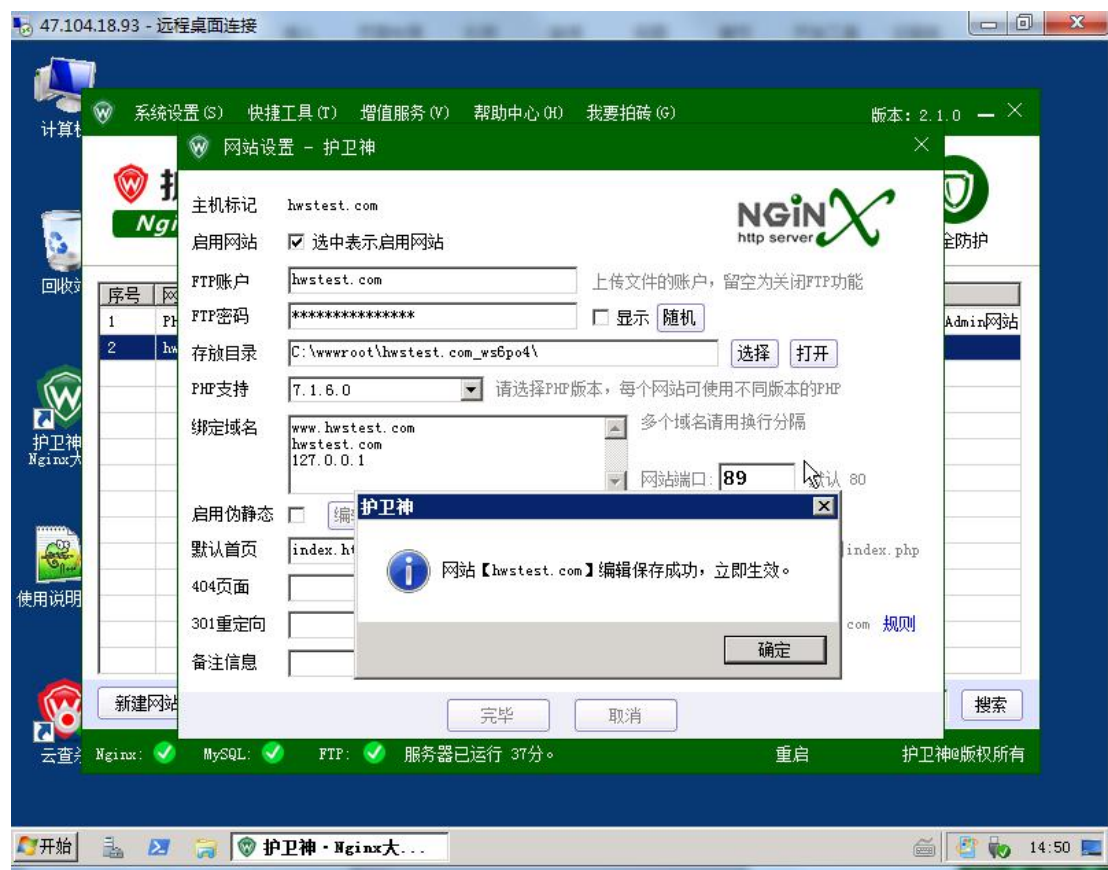 47.104.18.93 - 远程桌面连接
计算机
系统设置(S) 快捷工具(T) 增值服务(V) 帮助中心(H) 我要拍砖(G) 版本: 2.1.0
网站设置 - 护卫神
主机标记 hwstest.com
NGiNX
http server
启用网站 选中表示启用网站
全防护
回收站
FTP账户 hwstest.com 上传文件的账户，留空为关闭FTP功能
序号 网
1 PH Admin网站
2 hw
FTP密码 *************** 显示 随机
存放目录 C:\wwwroot\hwstest.com_ws6po4\ 选择 打开
PHP支持 7.1.6.0 请选择PHP版本，每个网站可使用不同版本的PHP
绑定域名 www.hwstest.com
hwstest.com
127.0.0.1
多个域名请用换行分隔
网站端口: 89 默认 80
护卫神
Nginx大
启用伪静态 编辑
护卫神
网站【hwstest.com】编辑保存成功，立即生效。
确定
默认首页 index.ht index.php
404页面
301重定向 com 规则
备注信息
使用说明
新建网站 完毕 取消 搜索
云查杀
Nginx: MySQL: FTP: 服务器已运行 37分。 重启 护卫神@版权所有
开始 护卫神·Nginx大... 14:50